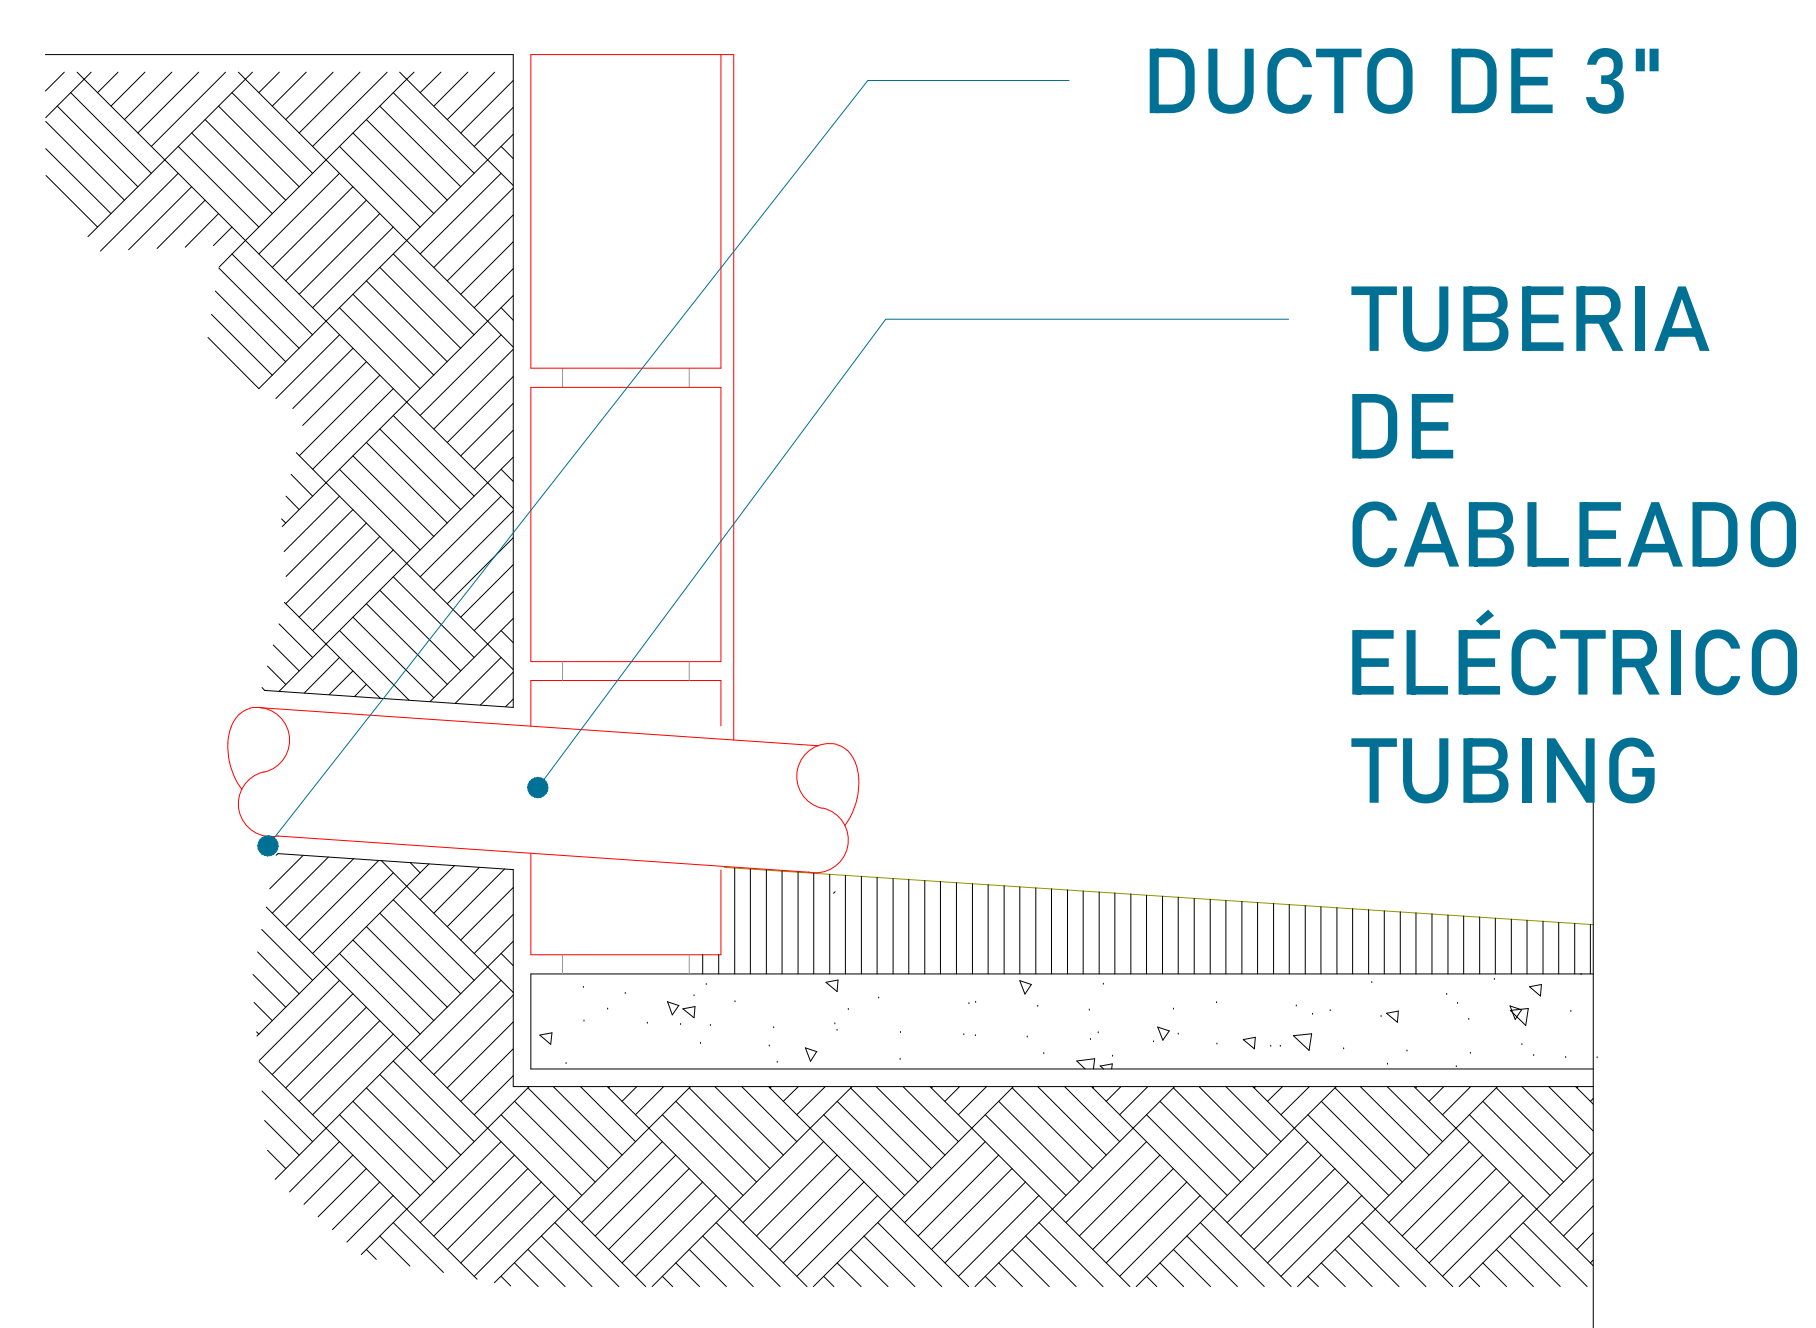 DUCTO DE 3"
TUBERIA
DE
CABLEADO
ELÉCTRICO
TUBING